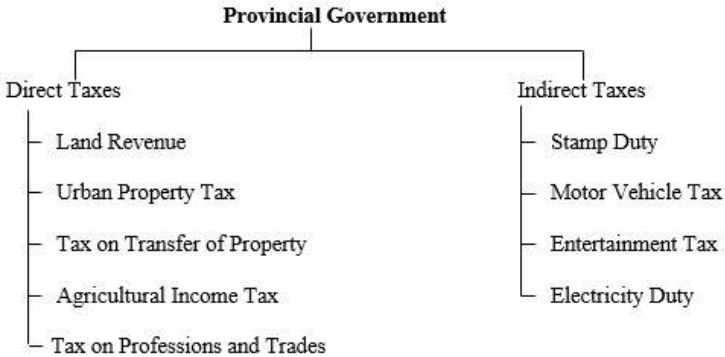 Provincial Government
Direct Taxes
Land Revenue
Urban Property Tax
Tax on Transfer of Property
Agricultural Income Tax
Tax on Professions and Trades
Indirect Taxes
Stamp Duty
Motor Vehicle Tax
Entertainment Tax
Electricity Duty